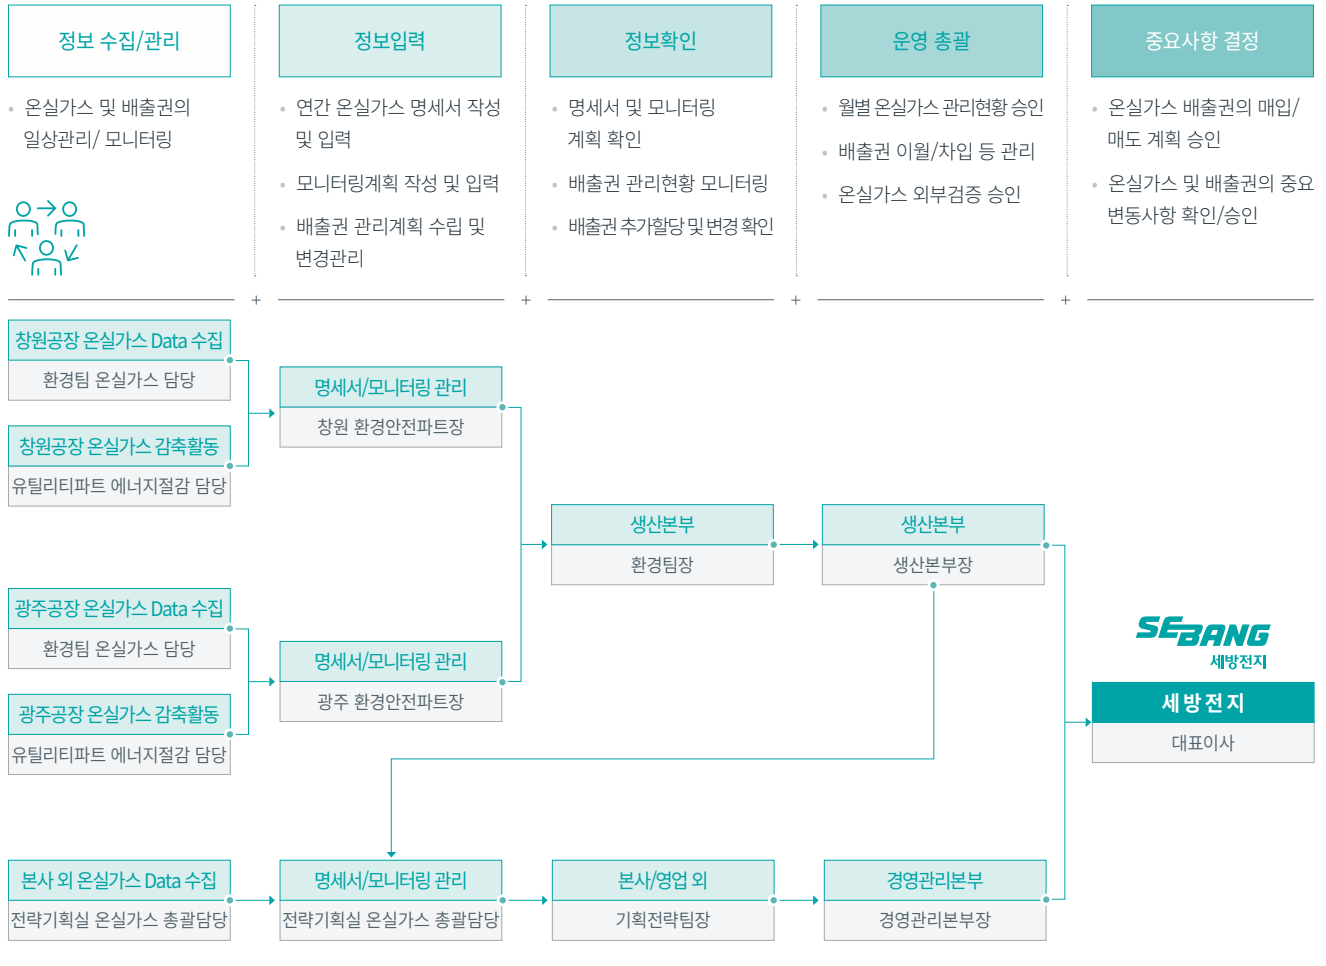 정보 수집/관리
정보입력
정보확인
운영 총괄
중요사항 결정
• 온실가스 및 배출권의
일상관리/ 모니터링
• 연간 온실가스 명세서 작성
및 입력
• 모니터링계획 작성 및 입력
• 배출권 관리계획 수립 및
변경관리
• 명세서 및 모니터링
계획 확인
• 배출권 관리현황 모니터링
• 배출권 추가할당 및 변경 확인
• 월별 온실가스 관리현황 승인
• 배출권 이월/차입 등 관리
• 온실가스 외부검증 승인
• 온실가스 배출권의 매입/
매도 계획 승인
• 온실가스 및 배출권의 중요
변동사항 확인/승인
+
+
+
+
창원공장 온실가스 Data 수집
환경팀 온실가스 담당
창원공장 온실가스 감축활동
유틸리티파트 에너지절감 담당
명세서/모니터링 관리
창원 환경안전파트장
광주공장 온실가스 Data 수집
환경팀 온실가스 담당
광주공장 온실가스 감축활동
유틸리티파트 에너지절감 담당
명세서/모니터링 관리
광주 환경안전파트장
생산본부
환경팀장
생산본부
생산본부장
SEBANG
세방전지
세방전지
대표이사
본사 외 온실가스 Data 수집
전략기획실 온실가스 총괄담당
명세서/모니터링 관리
전략기획실 온실가스 총괄담당
본사/영업 외
기획전략팀장
경영관리본부
경영관리본부장